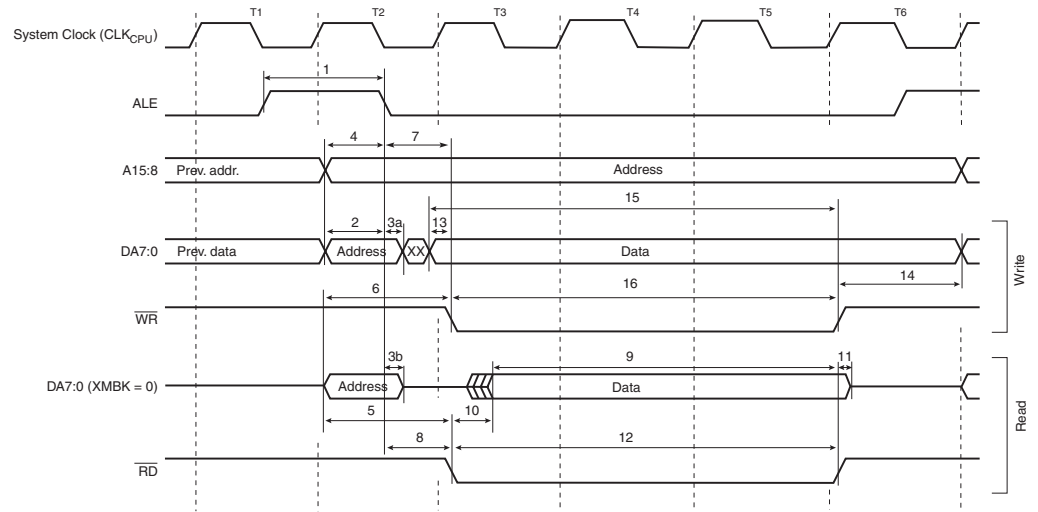 T1 T2 T3 T4 T5 T6
System Clock (CLKCPU)
1
ALE
4 7
A15:8 Prev. addr. Address
15
2 3a 13
DA7:0 Prev. data Address XX Data
14
6 16
WR
Write
3b 9 11
DA7:0 (XMBK = 0) Address Data
5 10
Read
8 12
RD